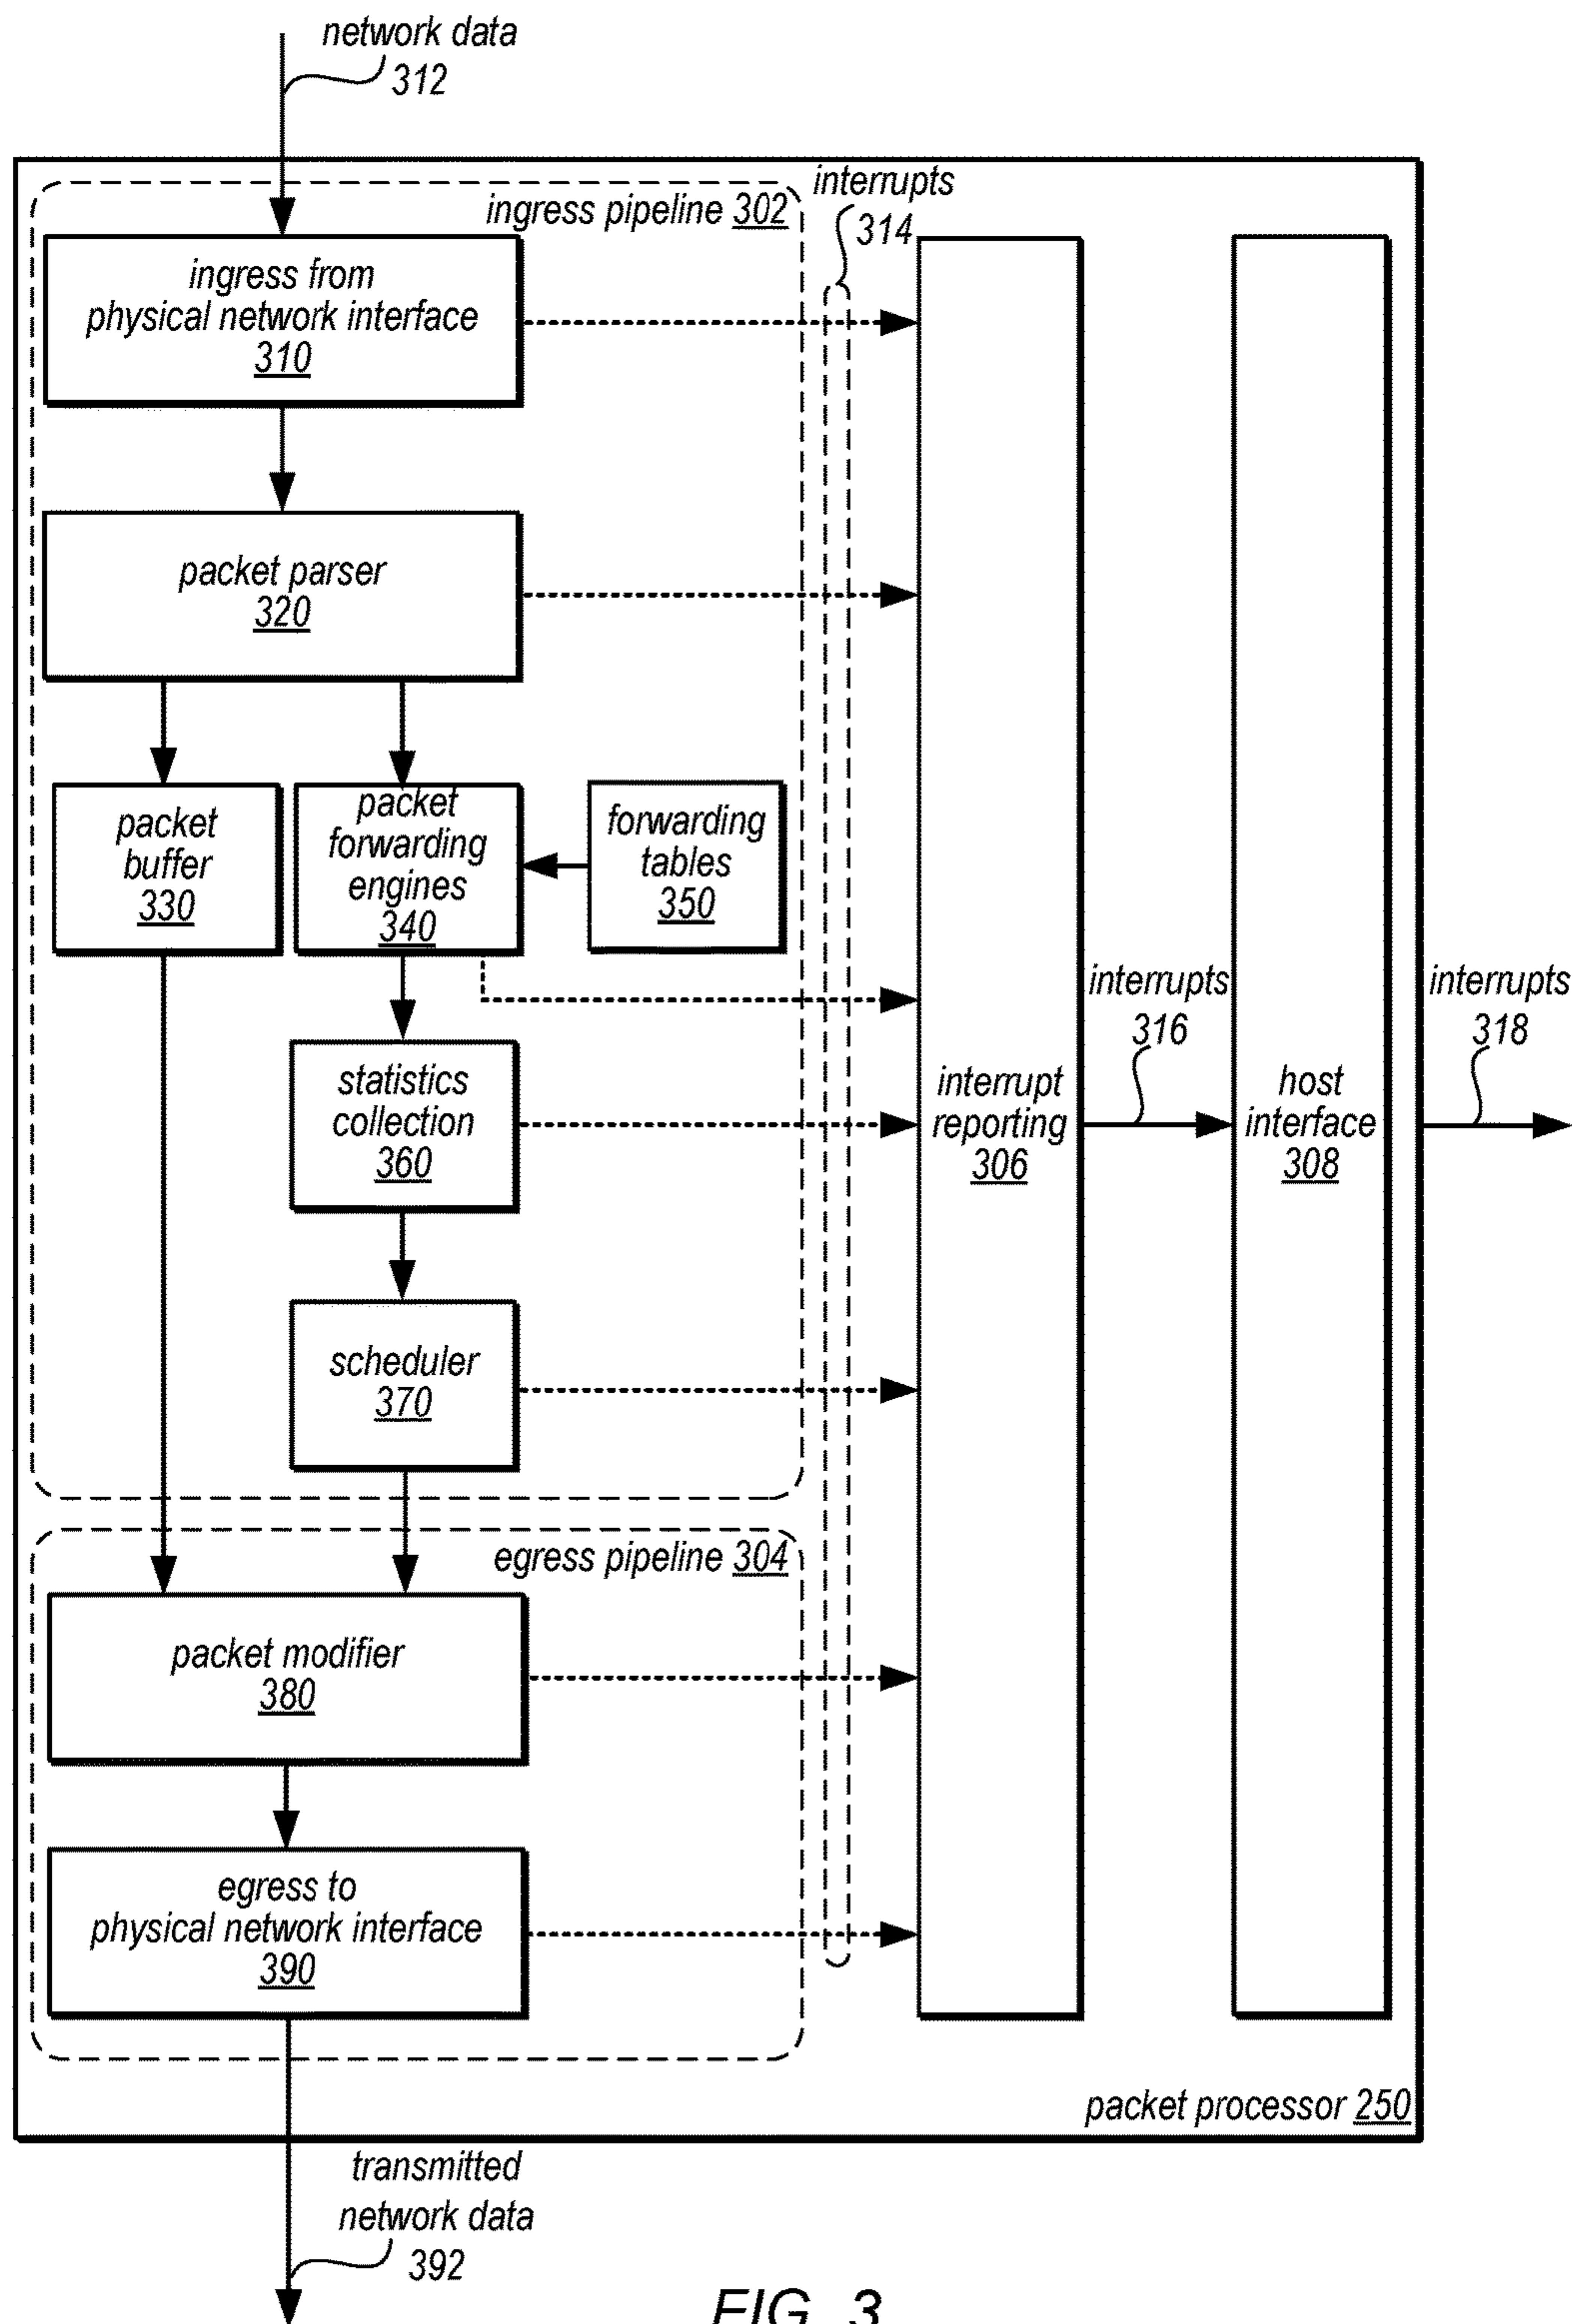 network data
312
ingress pipeline 302
interrupts
314
ingress from
physical network interface
310
packet parser
320
packet
buffer
330
packet
forwarding
engines
340
forwarding
tables
350
statistics
collection
360
scheduler
370
interrupt
reporting
306
interrupts
316
host
interface
308
interrupts
318
egress pipeline 304
packet modifier
380
egress to
physical network interface
390
packet processor 250
transmitted
network data
392
FIG. 3